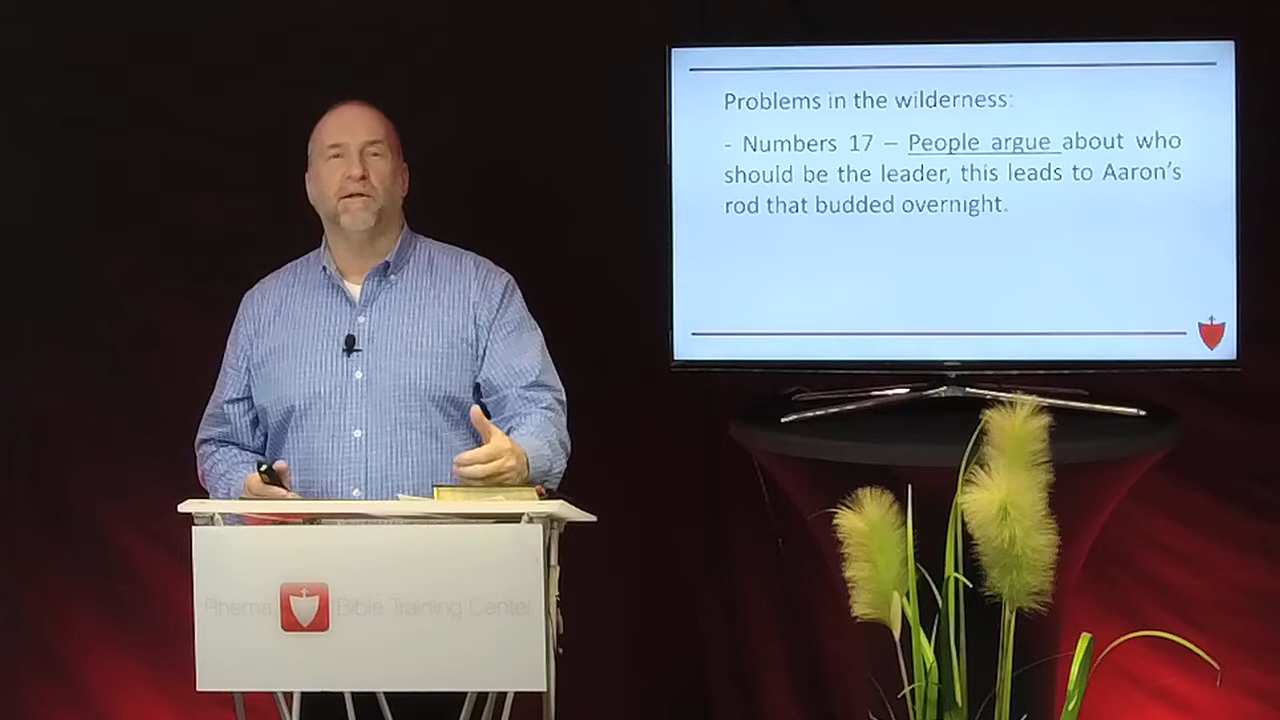 Problems in the wilderness:
- Numbers 17 – People argue about who
should be the leader, this leads to Aaron's
rod that budded overnight.
Rhema Bible Training Center